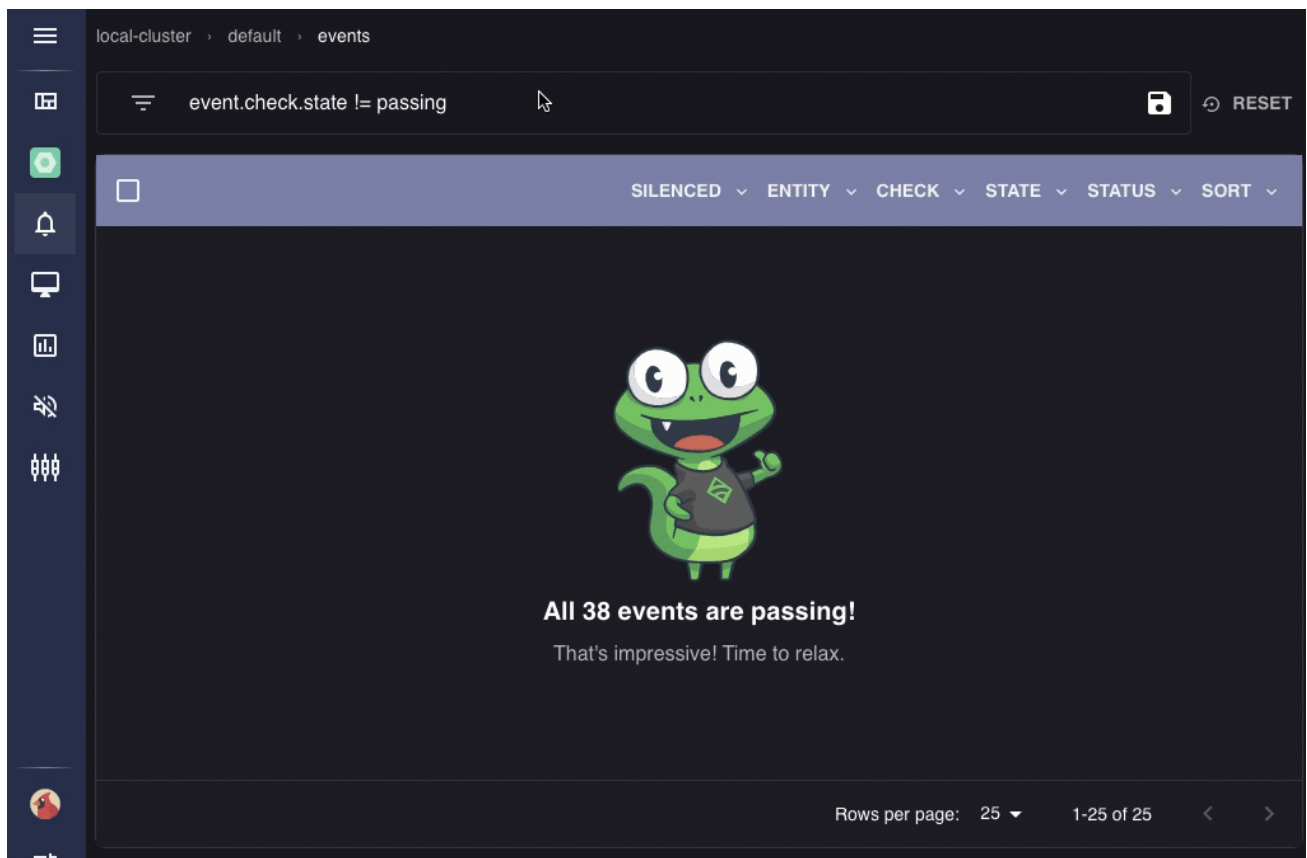 local-cluster › default › events
event.check.state != passing
RESET
SILENCED ENTITY CHECK STATE STATUS SORT
All 38 events are passing!
That's impressive! Time to relax.
Rows per page: 25 1-25 of 25